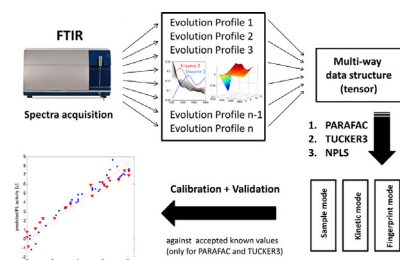 FTIR
Spectra acquisition
Evolution Profile 1
Evolution Profile 2
Evolution Profile 3
Enzyme 2
Enzyme 1
Evolution Profile n-1
Evolution Profile n
Multi-way
data structure
(tensor)
1. PARAFAC
2. TUCKER3
3. NPLS
Sample mode
Kinetic mode
Fingerprint mode
Calibration + Validation
against accepted known values
(only for PARAFAC and TUCKER3)